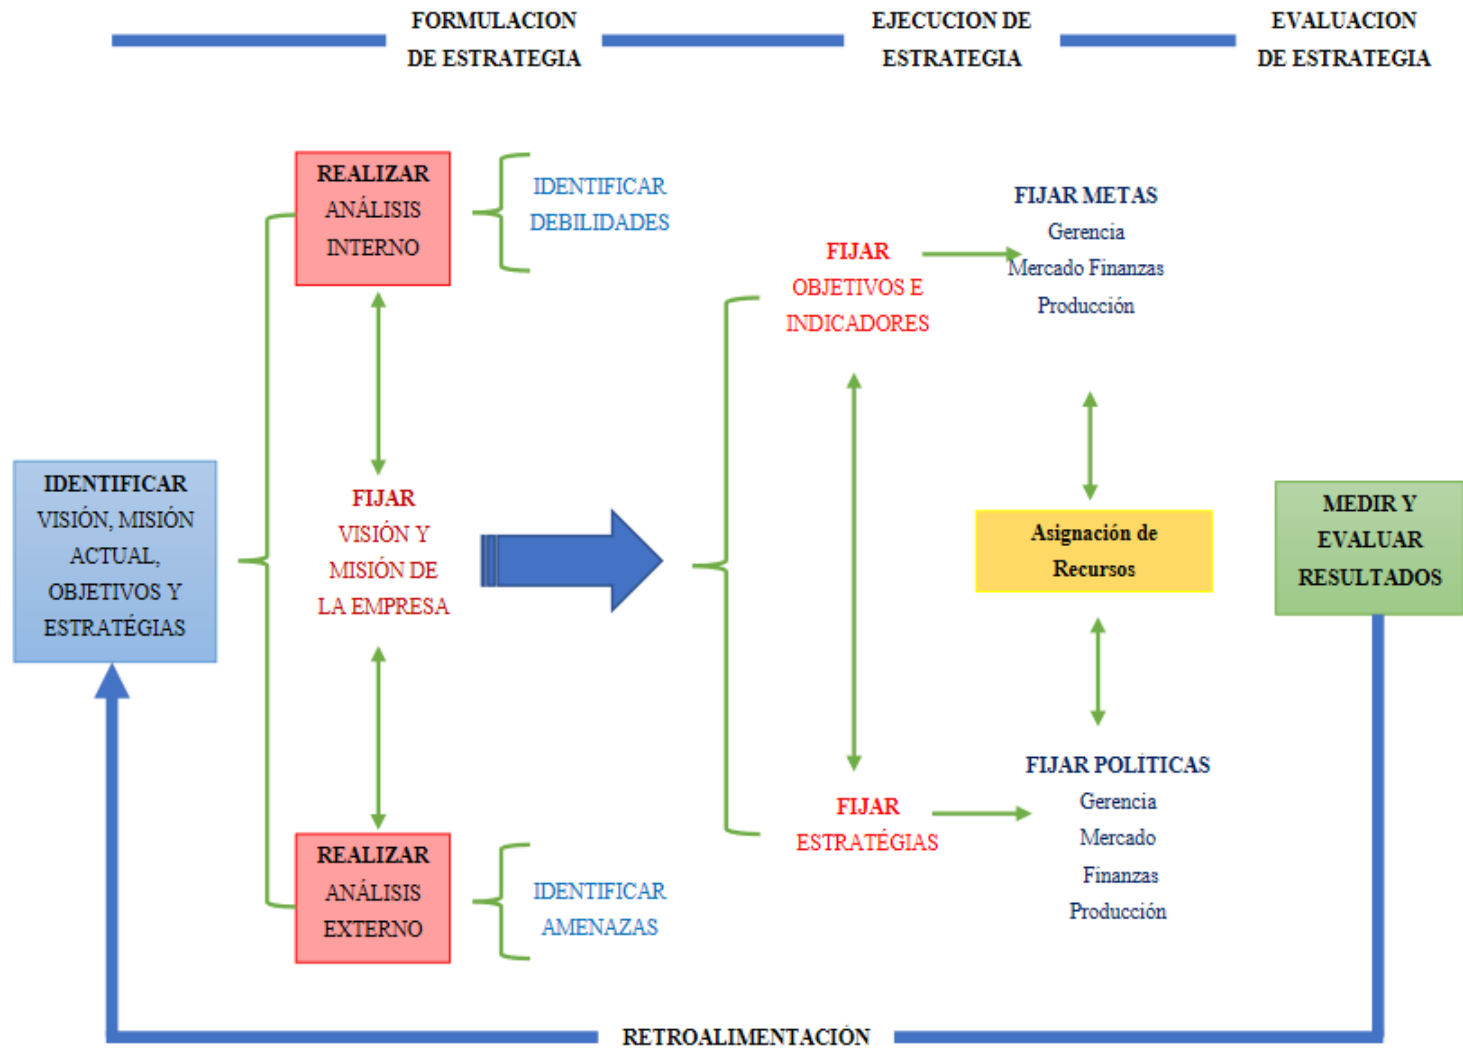 FORMULACION
DE ESTRATEGIA
EJECUCION DE
ESTRATEGIA
EVALUACION
DE ESTRATEGIA
IDENTIFICAR
VISIÓN, MISIÓN
ACTUAL,
OBJETIVOS Y
ESTRATÉGIAS
REALIZAR
ANÁLISIS
INTERNO
IDENTIFICAR
DEBILIDADES
FIJAR
VISIÓN Y
MISIÓN DE
LA EMPRESA
REALIZAR
ANÁLISIS
EXTERNO
IDENTIFICAR
AMENAZAS
FIJAR
OBJETIVOS E
INDICADORES
FIJAR METAS
Gerencia
Mercado Finanzas
Producción
Asignación de
Recursos
FIJAR
ESTRATÉGIAS
FIJAR POLÍTICAS
Gerencia
Mercado
Finanzas
Producción
MEDIR Y
EVALUAR
RESULTADOS
RETROALIMENTACIÓN